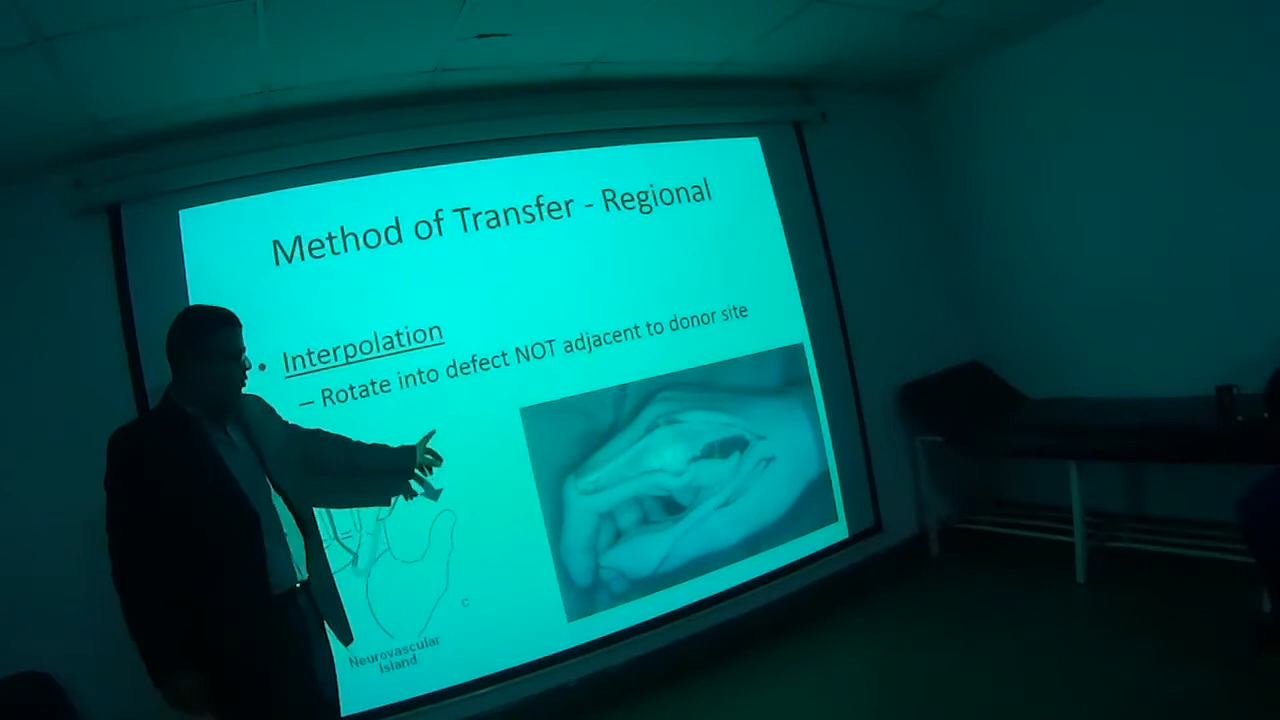 Method of Transfer - Regional
• Interpolation
– Rotate into defect NOT adjacent to donor site
C
Neurovascular
Island